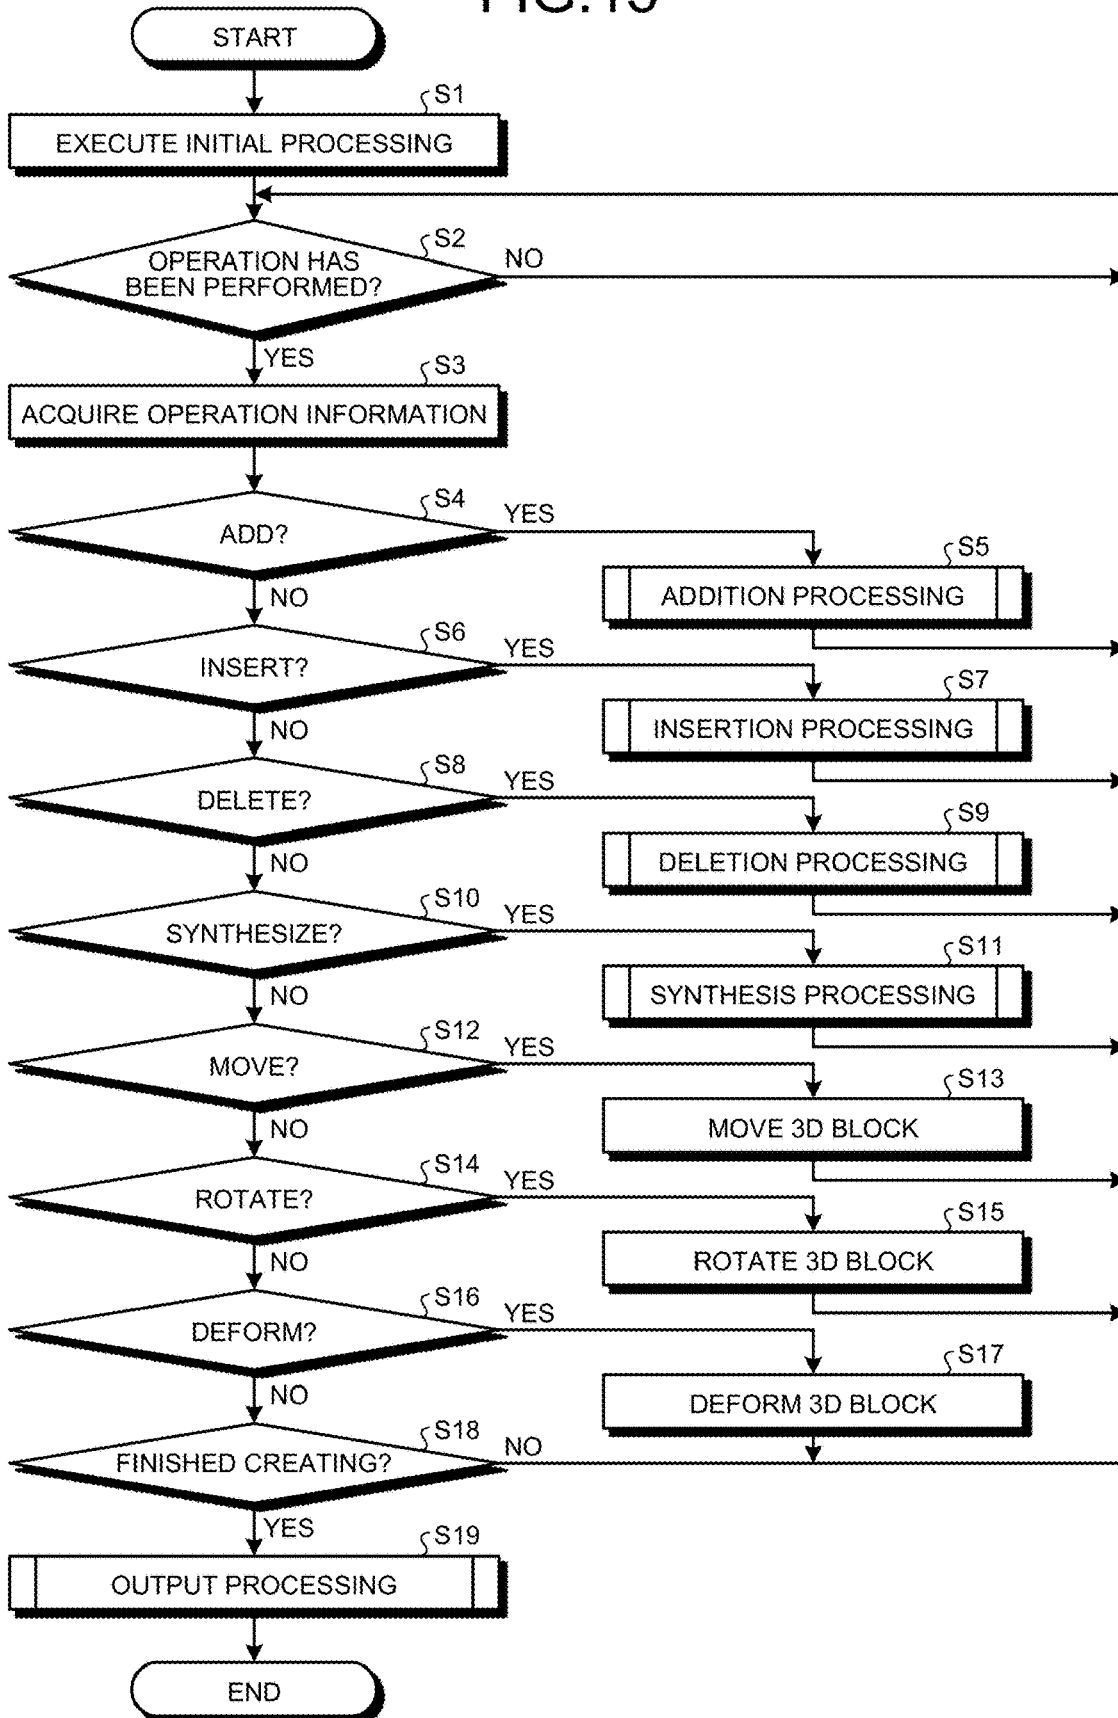 START
S1
EXECUTE INITIAL PROCESSING
S2
OPERATION HAS
BEEN PERFORMED?
NO
YES
S3
ACQUIRE OPERATION INFORMATION
S4
ADD?
YES
NO
S5
ADDITION PROCESSING
S6
INSERT?
YES
NO
S7
INSERTION PROCESSING
S8
DELETE?
YES
NO
S9
DELETION PROCESSING
S10
SYNTHESIZE?
YES
NO
S11
SYNTHESIS PROCESSING
S12
MOVE?
YES
NO
S13
MOVE 3D BLOCK
S14
ROTATE?
YES
NO
S15
ROTATE 3D BLOCK
S16
DEFORM?
YES
NO
S17
DEFORM 3D BLOCK
S18
FINISHED CREATING?
NO
YES
S19
OUTPUT PROCESSING
END